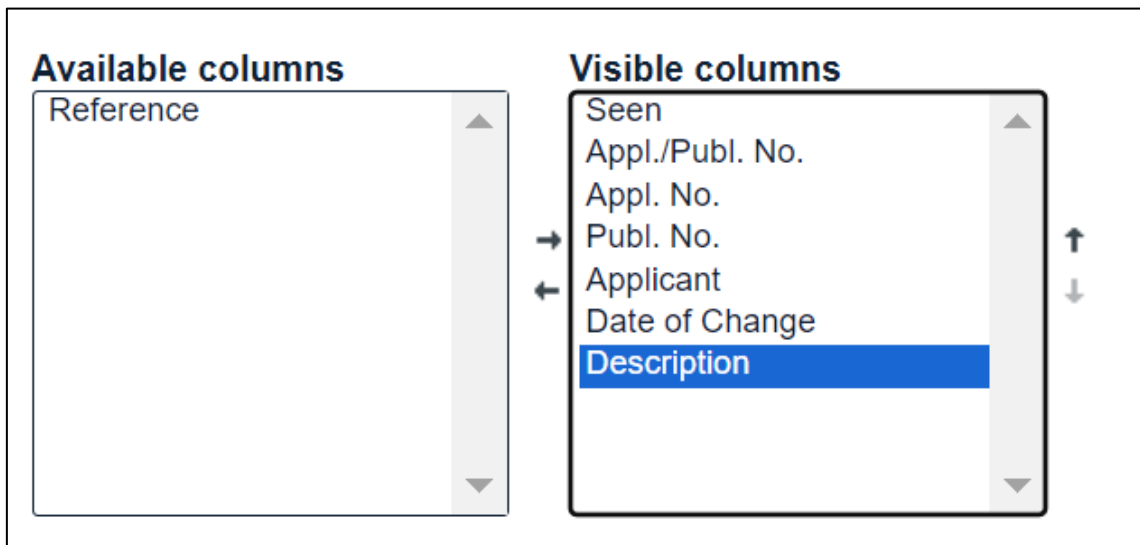 Available columns
Reference
Visible columns
Seen
Appl./Publ. No.
Appl. No.
Publ. No.
Applicant
Date of Change
Description